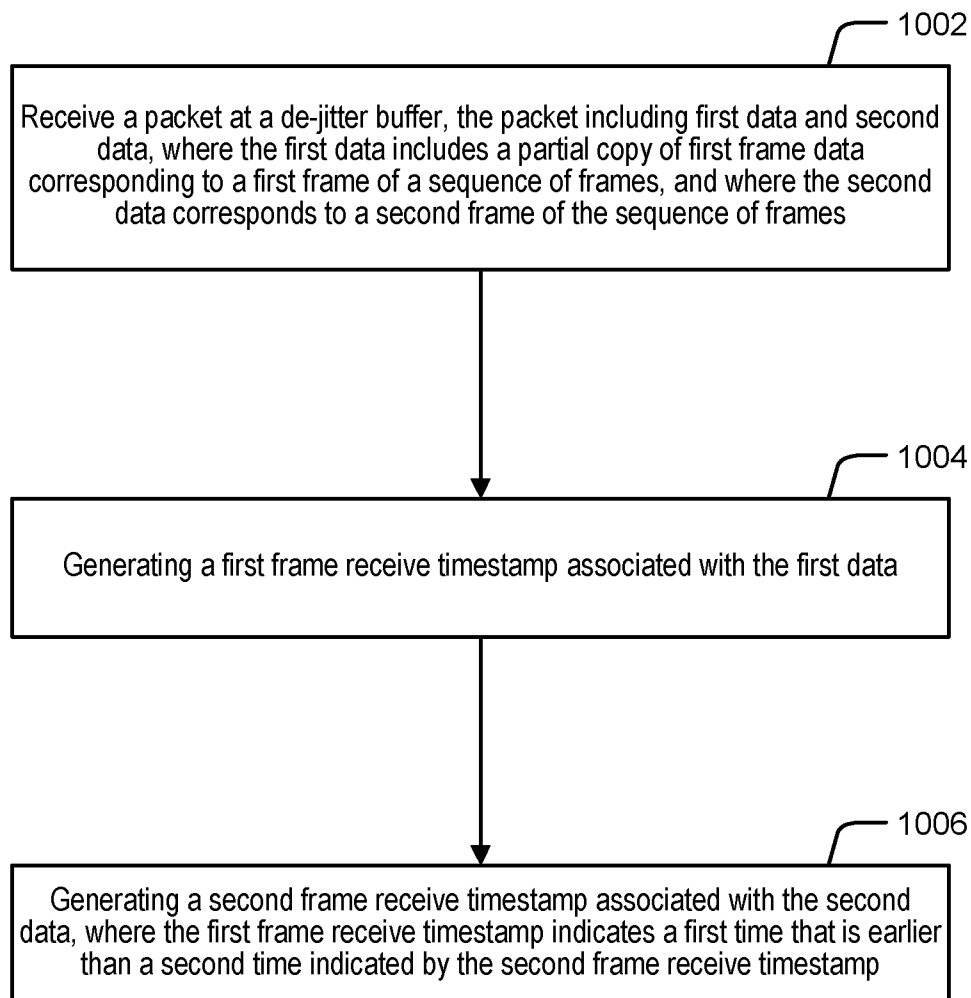 1002
Receive a packet at a de-jitter buffer, the packet including first data and second
data, where the first data includes a partial copy of first frame data
corresponding to a first frame of a sequence of frames, and where the second
data corresponds to a second frame of the sequence of frames
1004
Generating a first frame receive timestamp associated with the first data
1006
Generating a second frame receive timestamp associated with the second
data, where the first frame receive timestamp indicates a first time that is earlier
than a second time indicated by the second frame receive timestamp